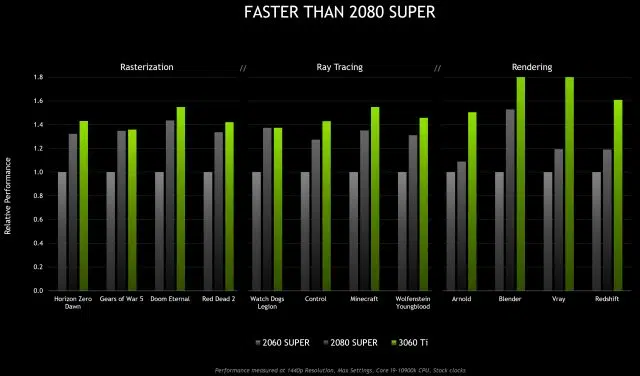 FASTER THAN 2080 SUPER
Rasterization // Ray Tracing // Rendering
1.8
1.6
1.4
1.2
1.0
0.8
0.6
0.4
0.2
0.0
Relative Performance
Horizon Zero Dawn
Gears of War 5
Doom Eternal
Red Dead 2
Watch Dogs Legion
Control
Minecraft
Wolfenstein Youngblood
Arnold
Blender
Vray
Redshift
2060 SUPER 2080 SUPER 3060 Ti
Performance measured at 1440p Resolution, Max Settings, Core i9-10900k CPU, Stock clocks